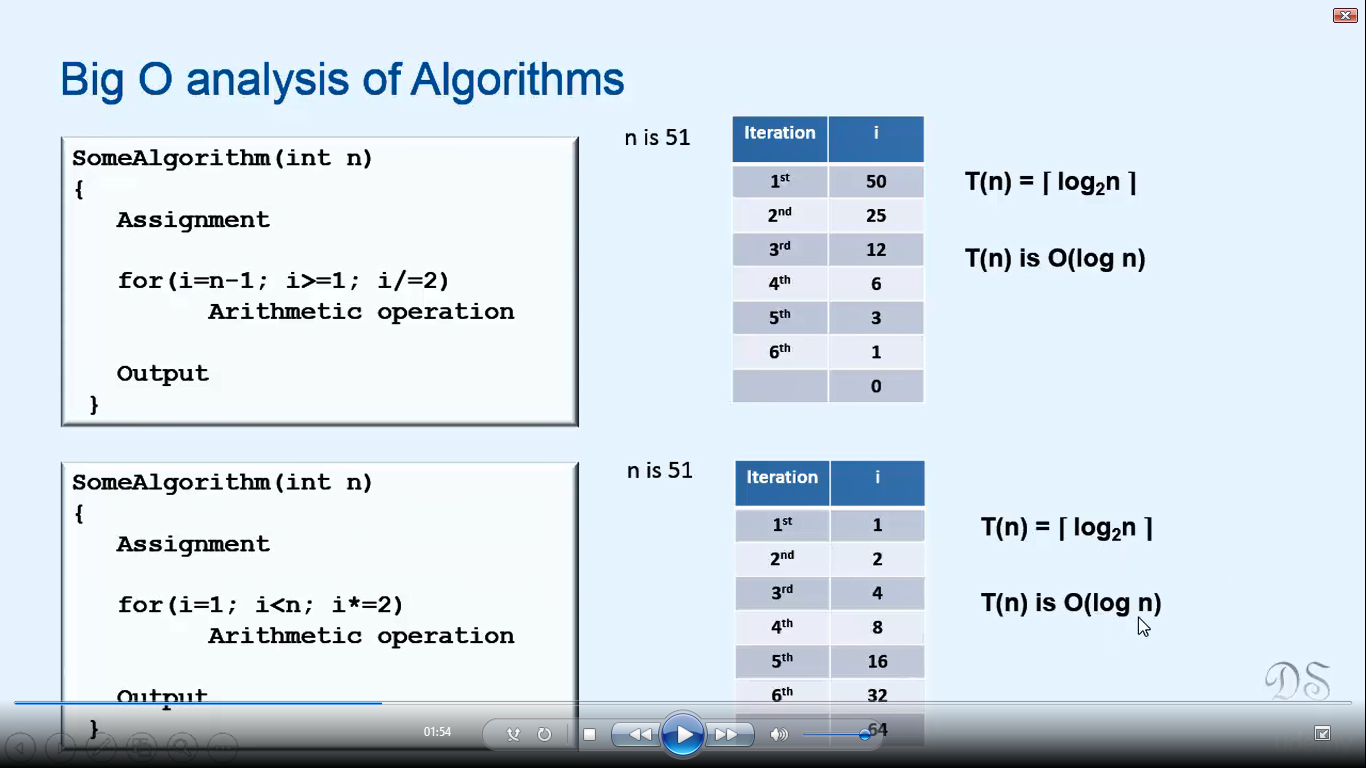 Big O analysis of Algorithms
SomeAlgorithm(int n)
{
Assignment
for(i=n-1; i>=1; i/=2)
Arithmetic operation
Output
}
n is 51
Iteration i
1st 50
2nd 25
3rd 12
4th 6
5th 3
6th 1
0
T(n) = ⌈ log₂n ⌉
T(n) is O(log n)
SomeAlgorithm(int n)
{
Assignment
for(i=1; i<n; i*=2)
Arithmetic operation
Output
}
n is 51
Iteration i
1st 1
2nd 2
3rd 4
4th 8
5th 16
6th 32
64
T(n) = ⌈ log₂n ⌉
T(n) is O(log n)
DS
01:54